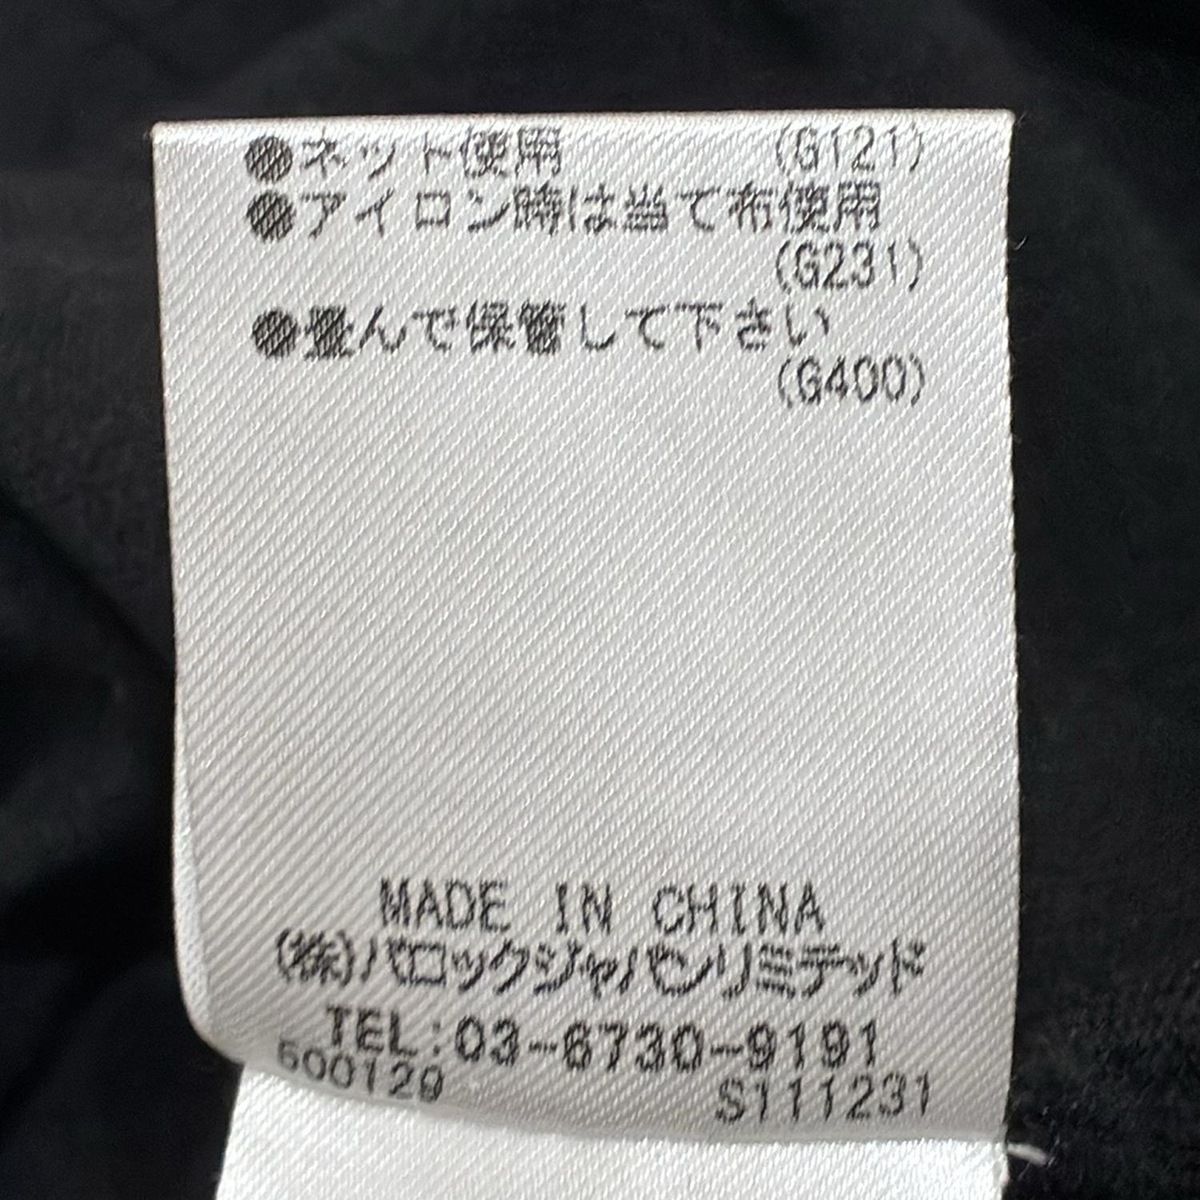 ●ネット使用 (G121)
●アイロン時は当て布使用
(G231)
●畳んで保管して下さい
(G400)
MADE IN CHINA
(株)バロックジャパンリミテッド
TEL:03-6730-9191
600129 S111231